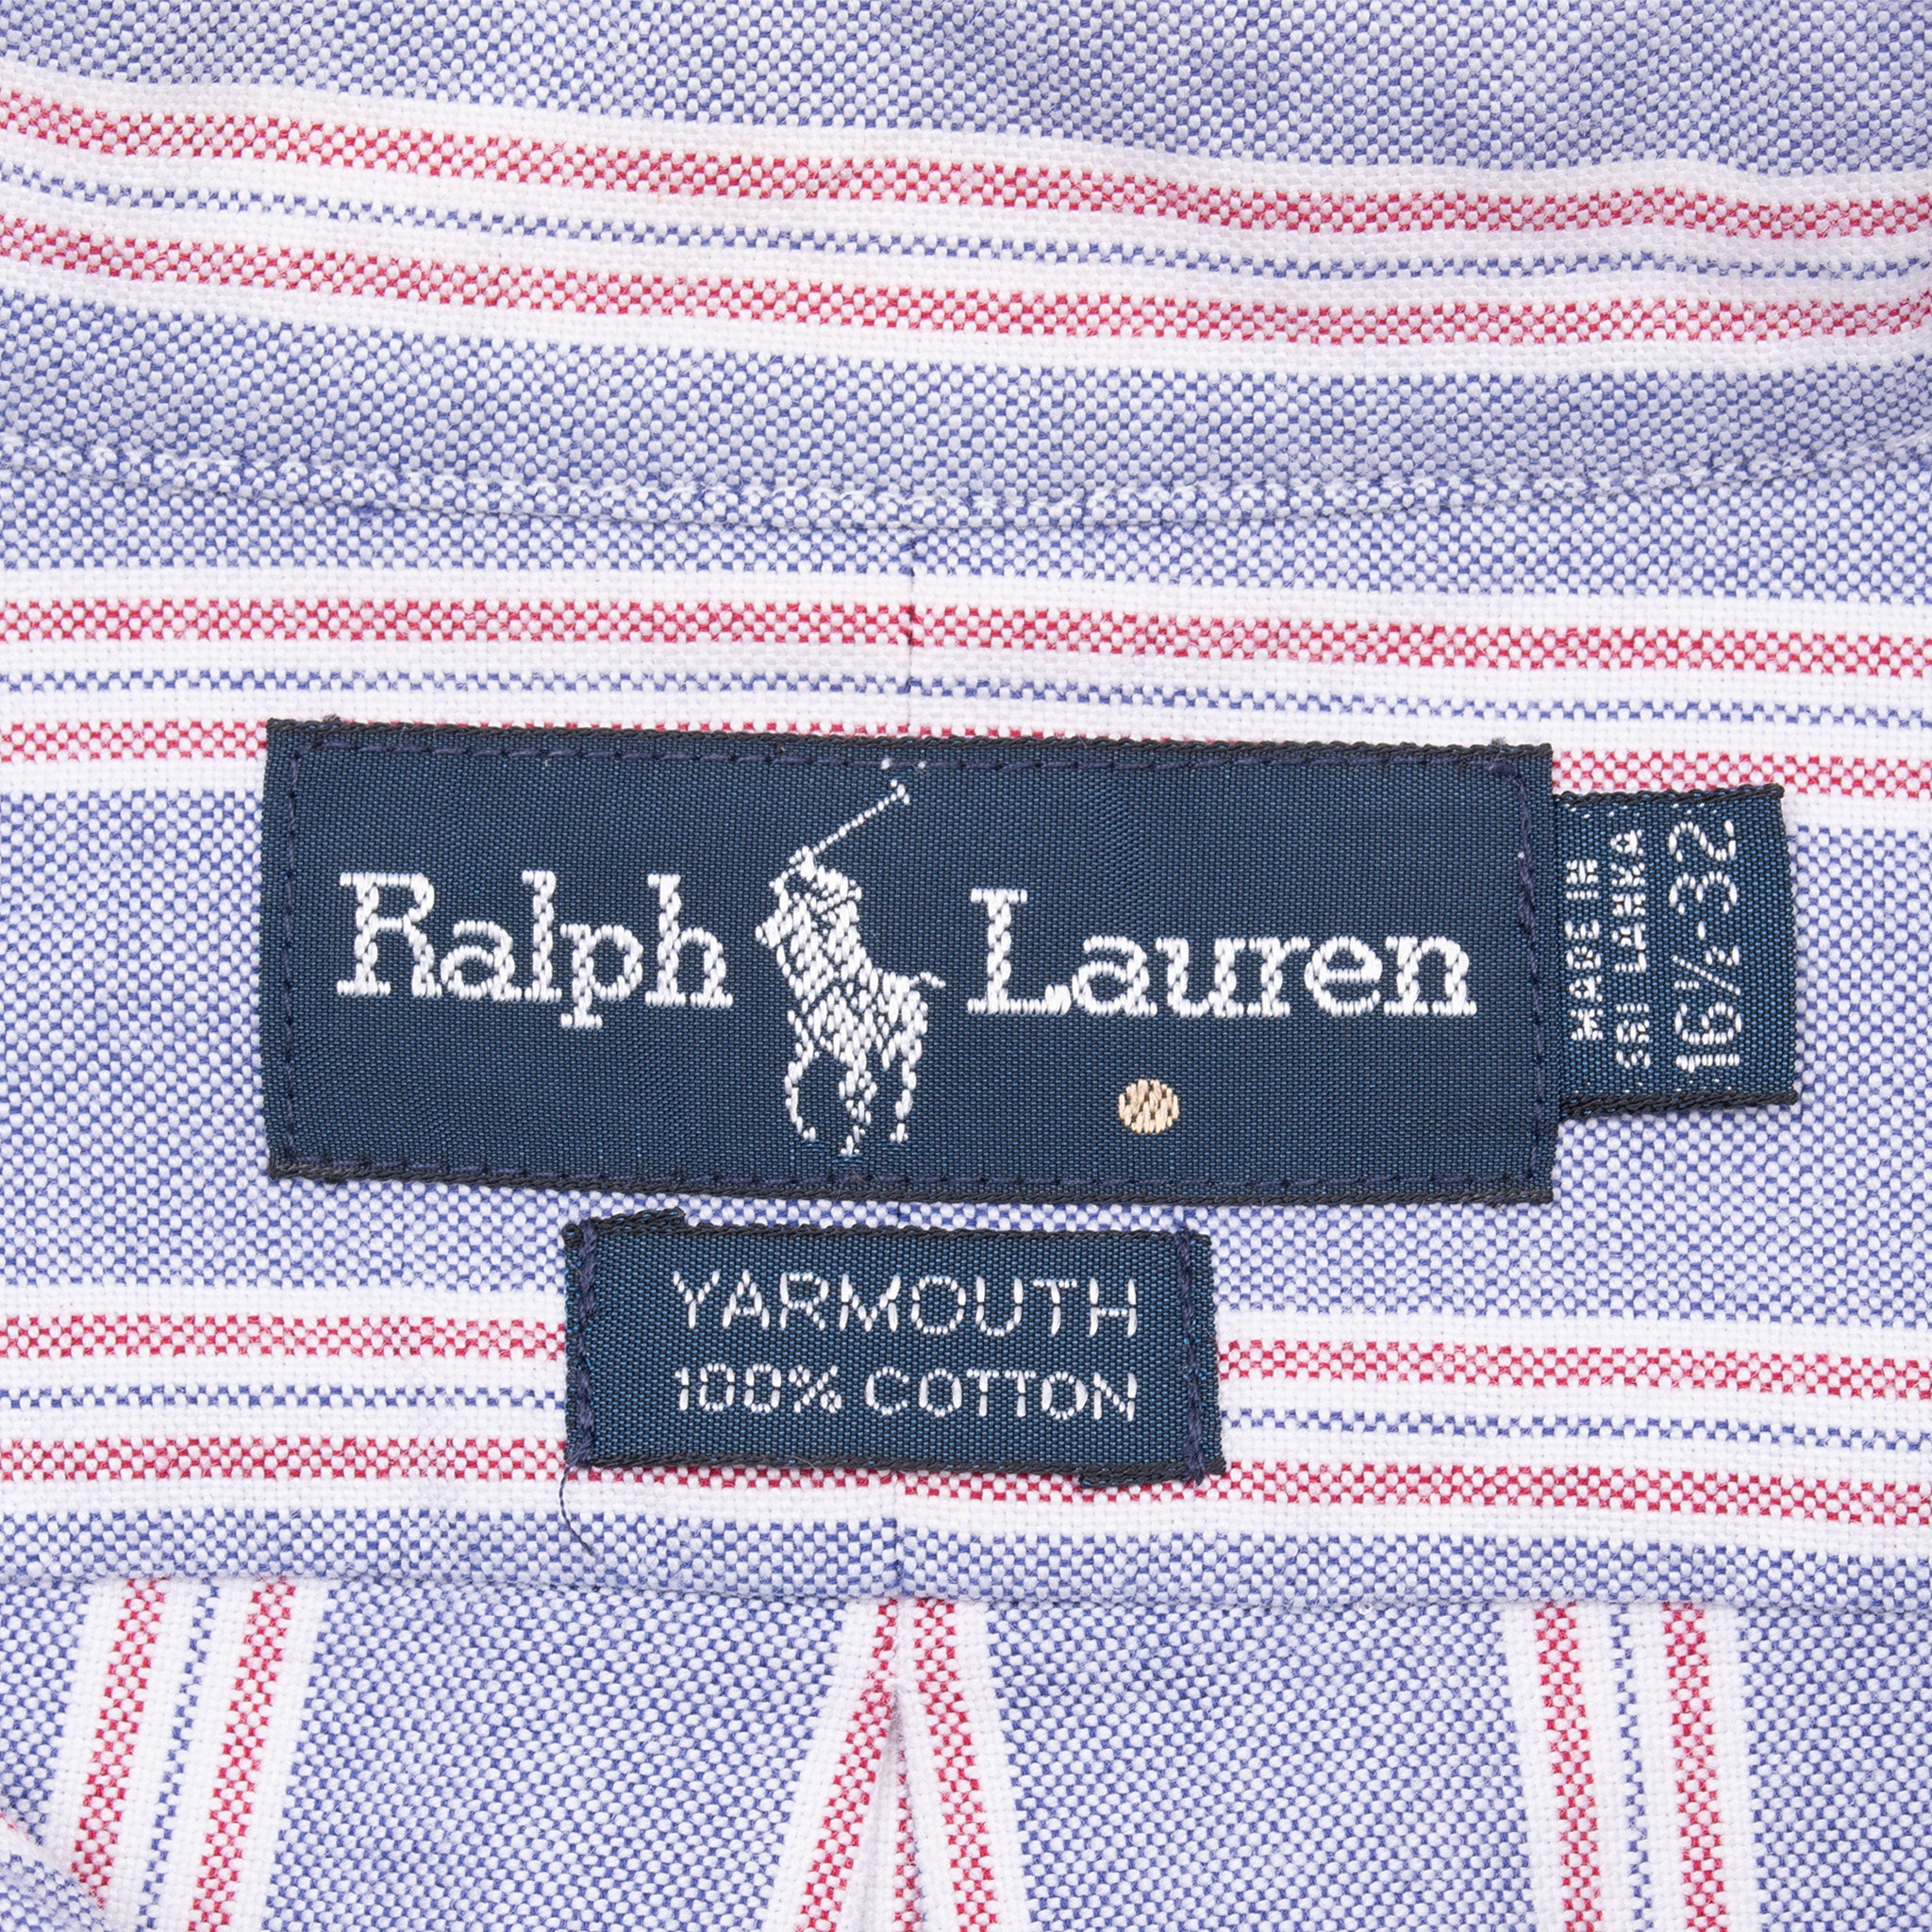 Ralph Lauren
MADE IN
SRI LANKA
16½-32
YARMOUTH
100% COTTON